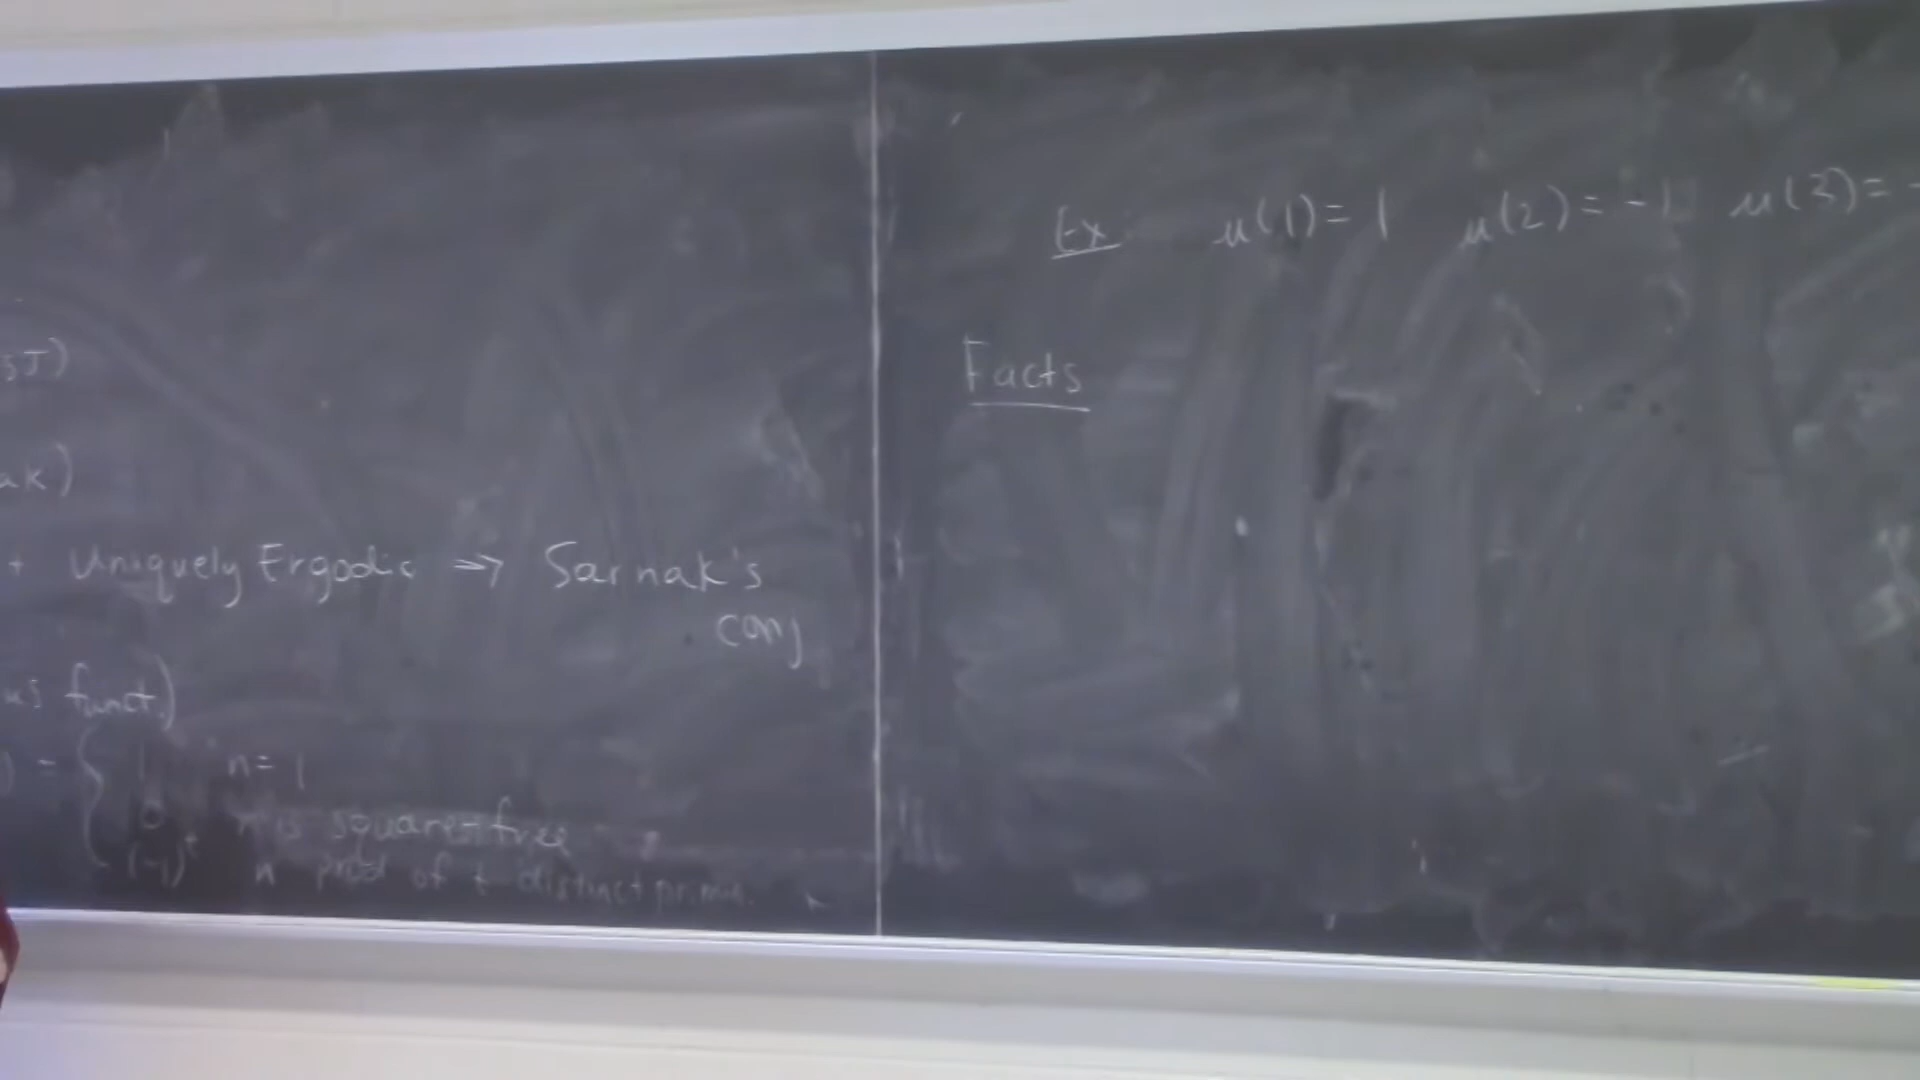 sJ)
ak)
+ Uniquely Ergodic => Sarnak's
conj
us funct.)
) = { 1 n = 1
0 n is square-free
(-1)^t n prod of t distinct primes.
Ex: μ(1) = 1 μ(2) = -1 μ(3) = -
Facts